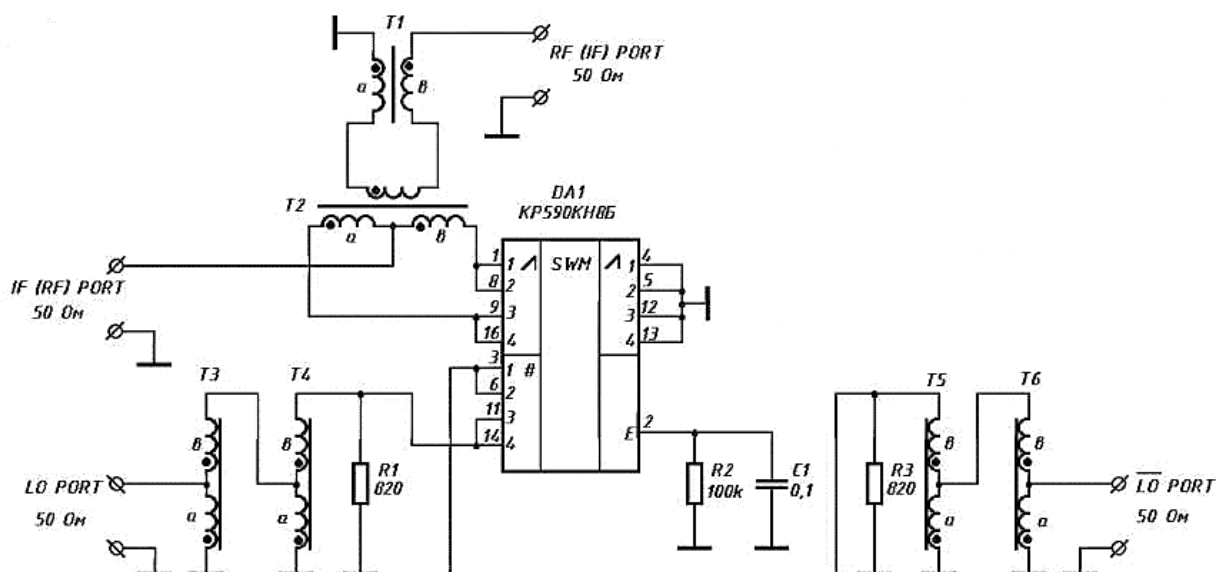 T1
RF (IF) PORT
50 Ом
а
в
T2
а
в
DA1
КР590КН8Б
IF (RF) PORT
50 Ом
1 1 Λ SWM Λ 1 4
8 2 2 5
9 3 3 12
16 4 4 13
3 1 #
6 2
11 3
14 4
E 2
T3
T4
T5
T6
в
в
в
в
R1
820
R2
100k
C1
0,1
R3
820
LO PORT
50 Ом
LO PORT
50 Ом
а
а
а
а